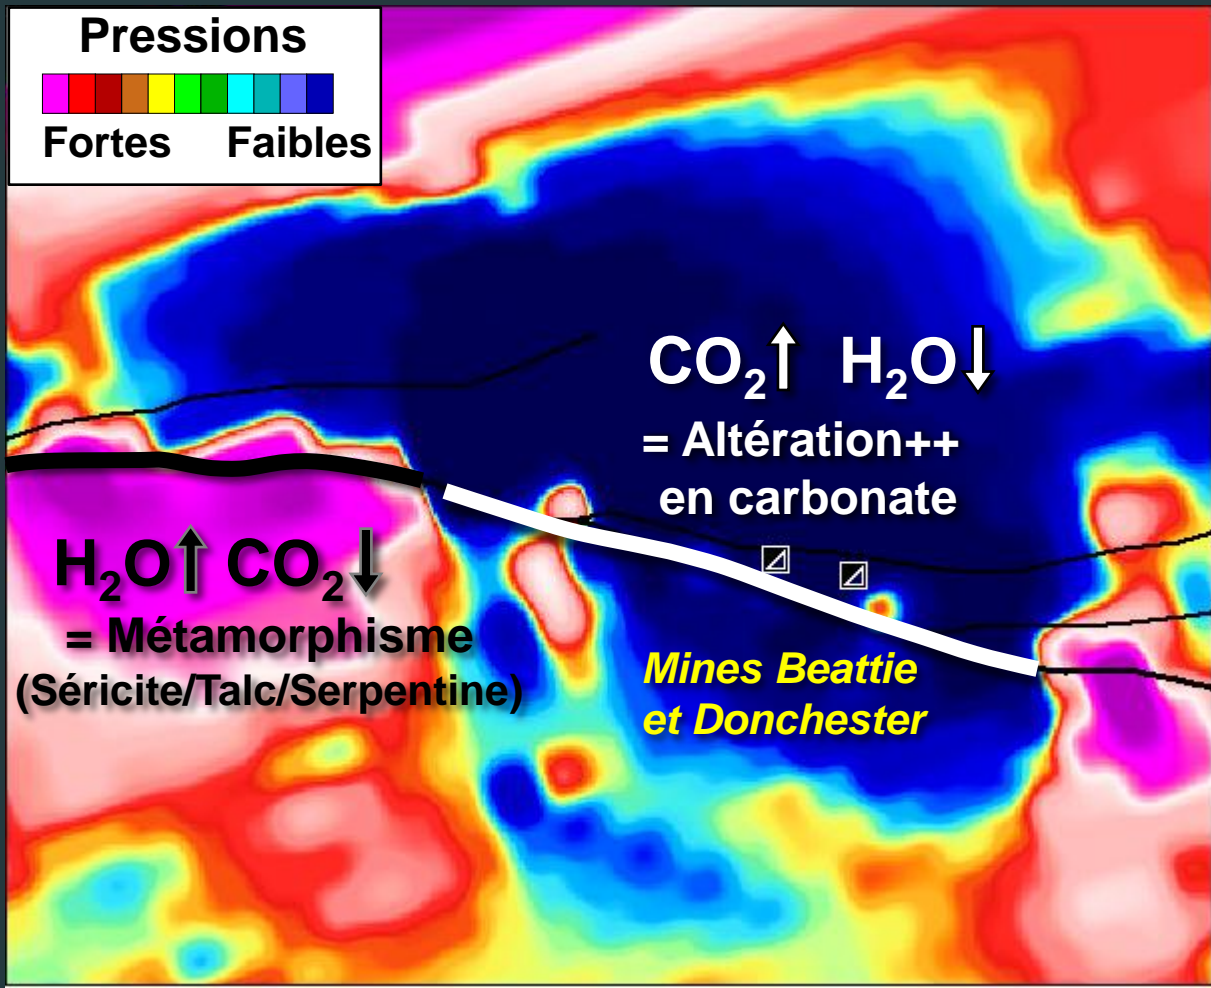 Pressions
Fortes Faibles
CO₂↑ H₂O↓
= Altération++
en carbonate
H₂O↑ CO₂↓
= Métamorphisme
(Séricite/Talc/Serpentine)
Mines Beattie
et Donchester